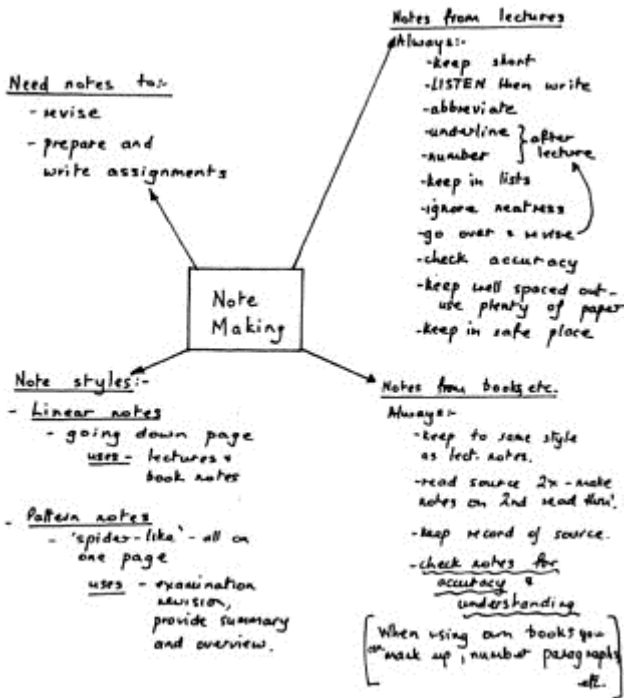 Need notes to:-
- revise
- prepare and
write assignments
Notes from lectures
Always:-
-keep short
-LISTEN then write
-abbreviate
-underline
-number
after
lecture
-keep in lists
-ignore neatness
-go over & revise
-check accuracy
-keep well spaced out-
use plenty of paper
-keep in safe place
Note
Making
Note styles:-
- Linear notes
- going down page
uses - lectures &
book notes
- Pattern notes
- 'spider-like' - all on
one page
uses - examination
revision,
provide summary
and overview.
Notes from books etc.
Always:-
-keep to same style
as lect. notes.
-read source 2x - make
notes on 2nd read thro'.
-keep record of source.
-check notes for
accuracy &
understanding
[When using own books you
can mark up, number paragraphs
etc.]